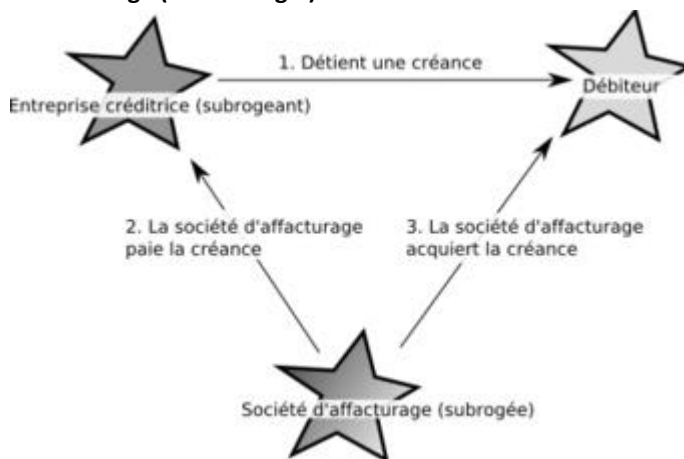 1. Détient une créance
Débiteur
Entreprise créditrice (subrogeant)
2. La société d'affacturage
paie la créance
3. La société d'affacturage
acquiert la créance
Société d'affacturage (subrogée)